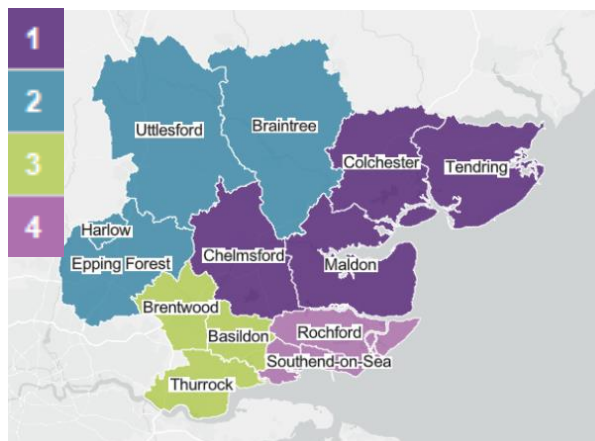 1
2
3
4
Uttlesford
Braintree
Colchester
Tendring
Harlow
Epping Forest
Chelmsford
Maldon
Brentwood
Basildon
Rochford
Southend-on-Sea
Thurrock